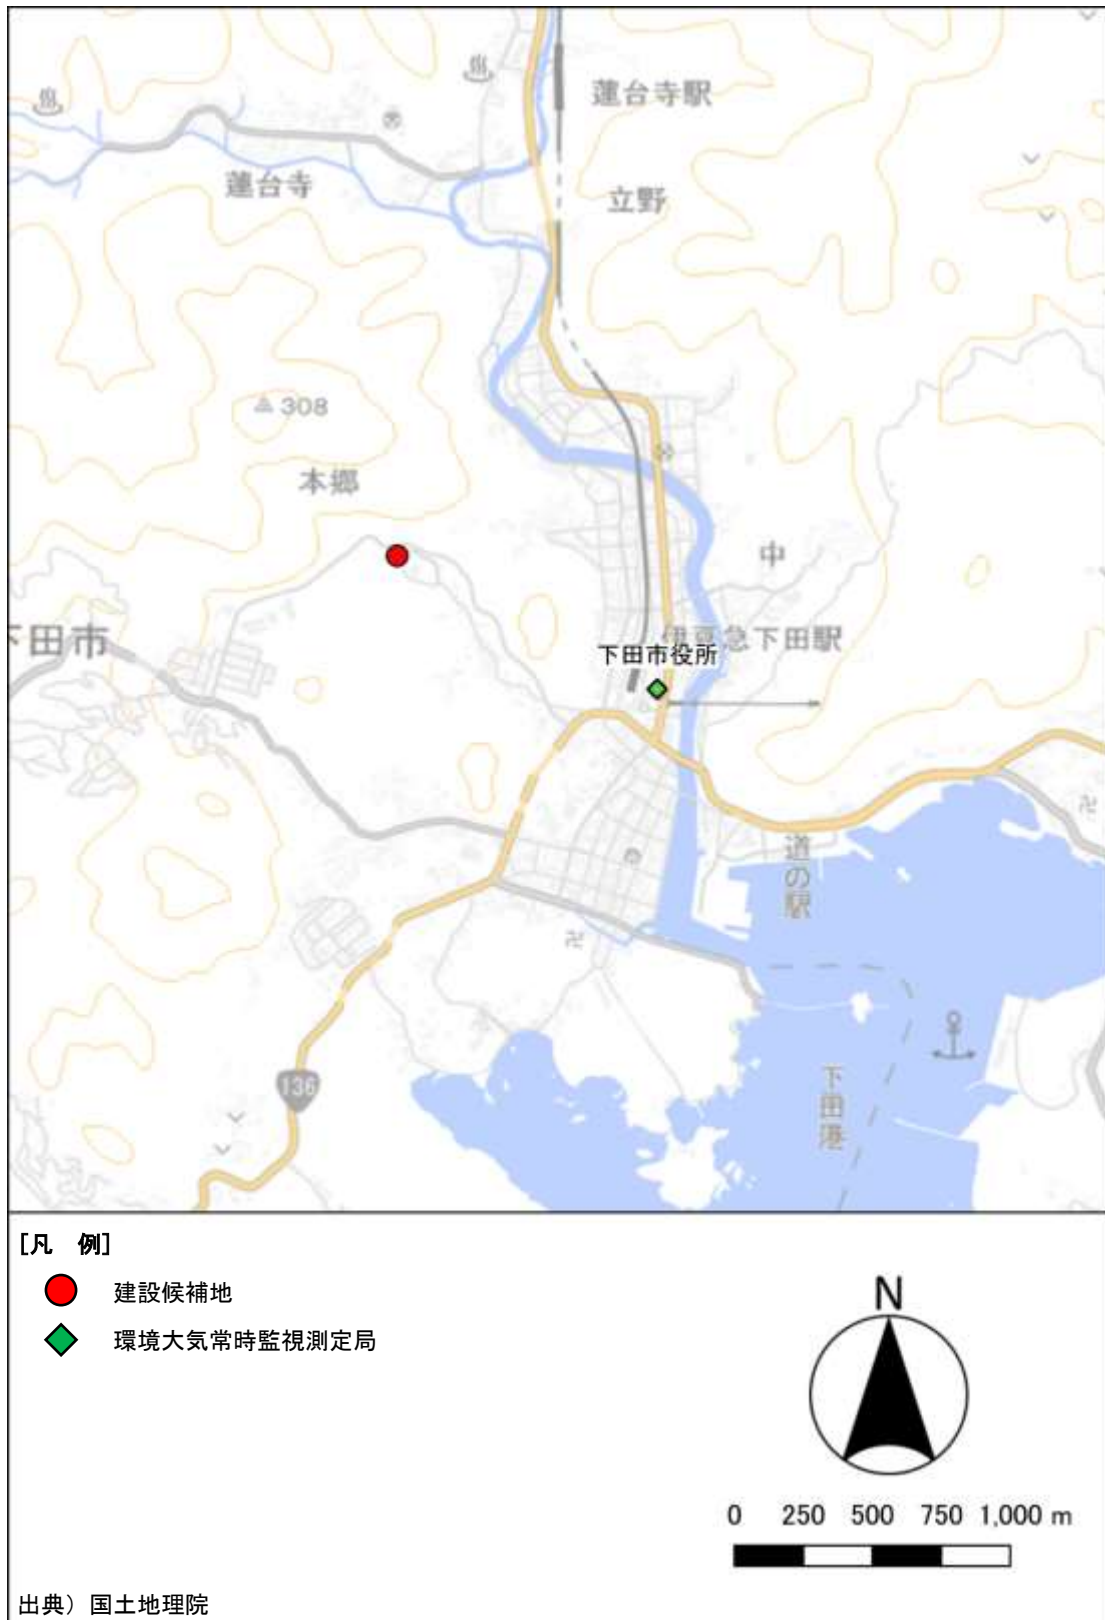 蓮台寺駅
蓮台寺
立野
308
本郷
中
下田市
伊豆急下田駅
下田市役所
道の駅
136
下田港
[凡 例]
建設候補地
環境大気常時監視測定局
N
0 250 500 750 1,000 m
出典）国土地理院